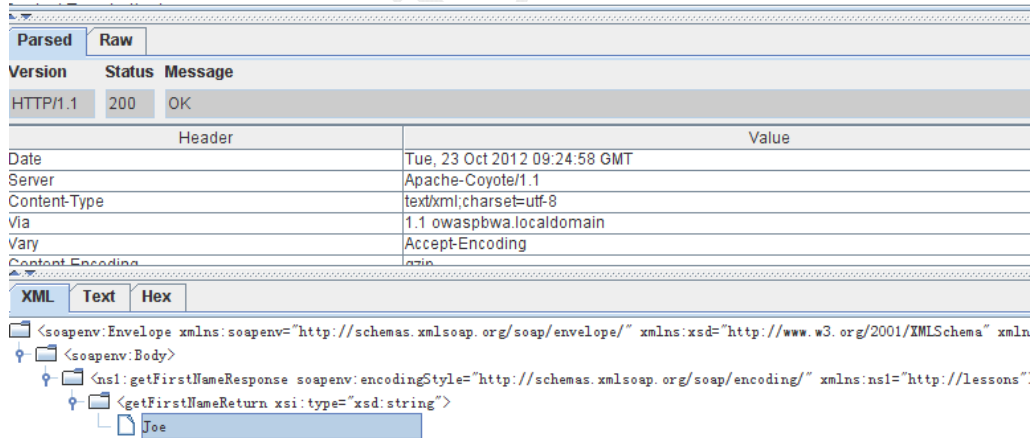 Parsed Raw
Version Status Message
HTTP/1.1 200 OK
Header Value
Date Tue, 23 Oct 2012 09:24:58 GMT
Server Apache-Coyote/1.1
Content-Type text/xml;charset=utf-8
Via 1.1 owaspbwa.localdomain
Vary Accept-Encoding
Content-Encoding gzip
XML Text Hex
<soapenv:Envelope xmlns:soapenv="http://schemas.xmlsoap.org/soap/envelope/" xmlns:xsd="http://www.w3.org/2001/XMLSchema" xmln
<soapenv:Body>
<ns1:getFirstNameResponse soapenv:encodingStyle="http://schemas.xmlsoap.org/soap/encoding/" xmlns:ns1="http://lessons"
<getFirstNameReturn xsi:type="xsd:string">
Joe